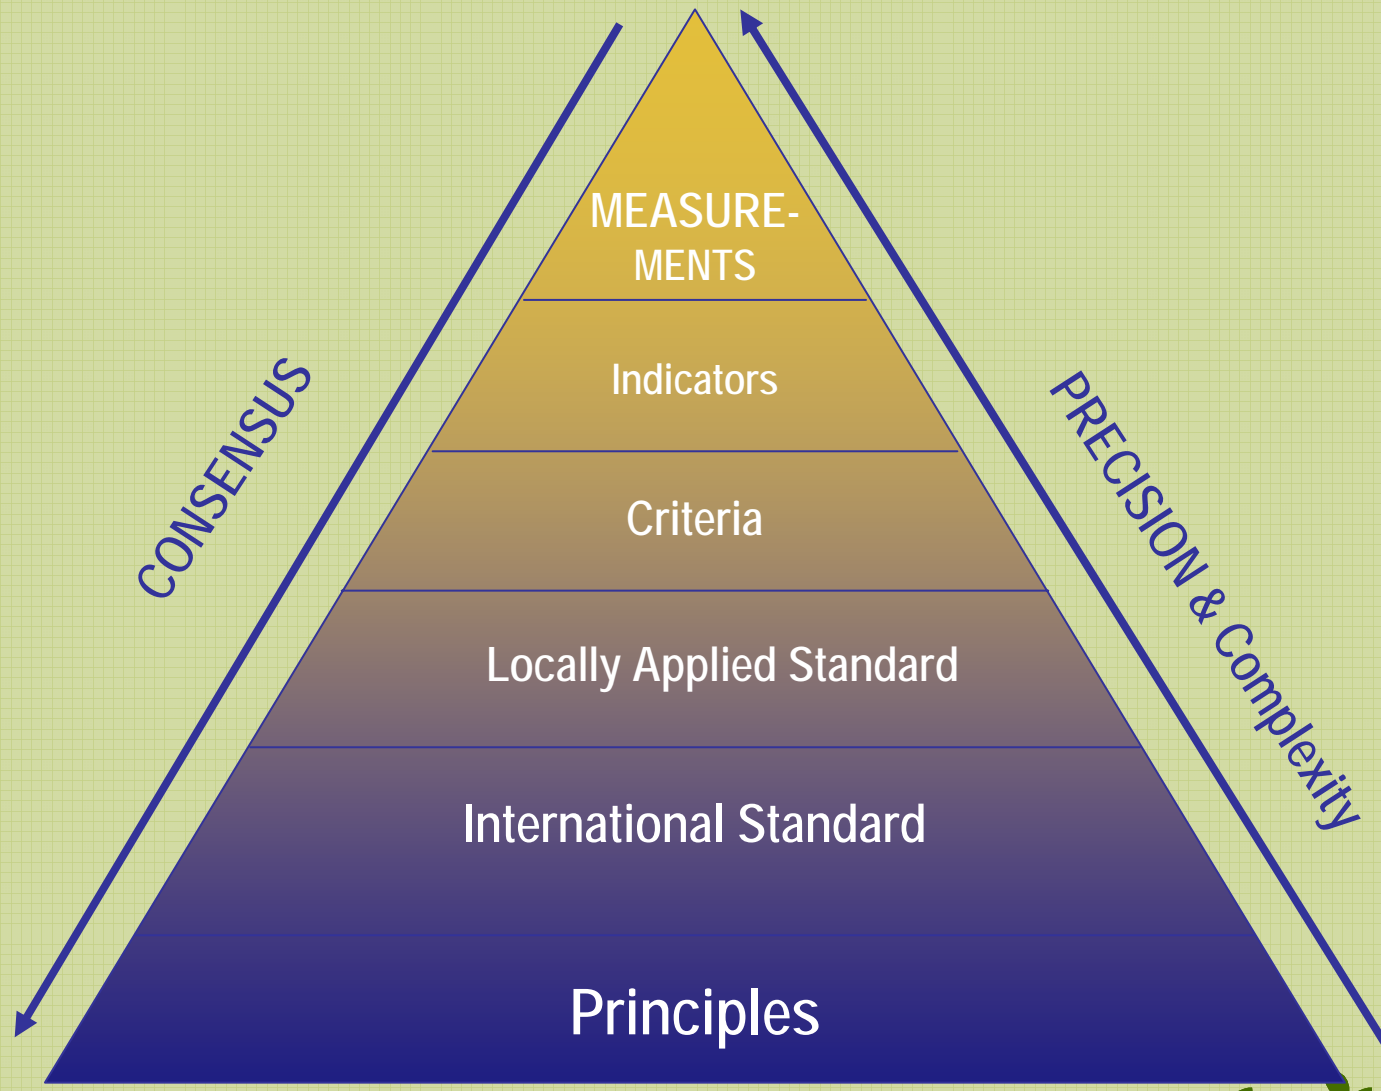 MEASURE-
MENTS
Indicators
CONSENSUS
PRECISION & Complexity
Criteria
Locally Applied Standard
International Standard
Principles